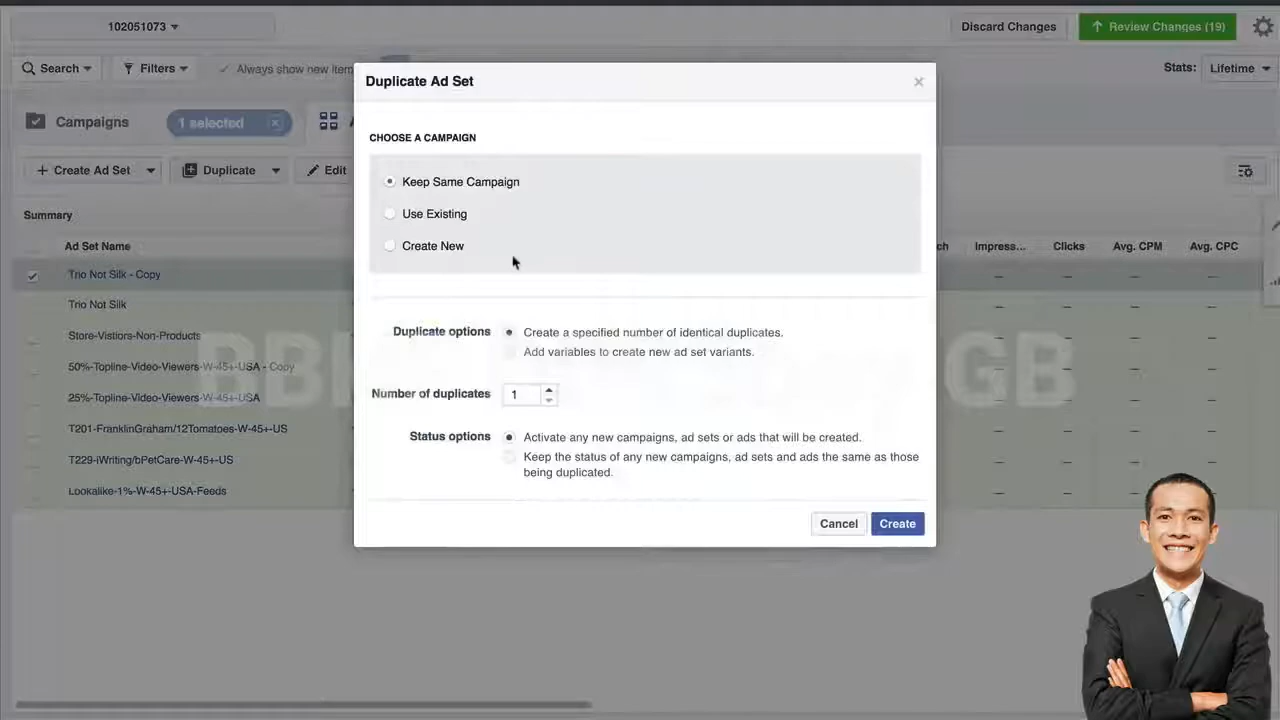 102051073
Discard Changes
Review Changes (19)
Search
Filters
Always show new item
Stats:
Lifetime
Duplicate Ad Set
Campaigns
1 selected
CHOOSE A CAMPAIGN
Keep Same Campaign
Use Existing
Create New
Create Ad Set
Duplicate
Edit
Summary
Ad Set Name
Impress...
Clicks
Avg. CPM
Avg. CPC
Trio Not Silk - Copy
Trio Not Silk
Store-Vistiors-Non-Products
50%-Topline-Video-Viewers-W-45+-USA - Copy
25%-Topline-Video-Viewers-W-45+-USA
T201-FranklinGraham/12Tomatoes-W-45+-US
T229-iWriting/bPetCare-W-45+-US
Lookalike-1%-W-45+-USA-Feeds
Duplicate options
Create a specified number of identical duplicates.
Add variables to create new ad set variants.
Number of duplicates
1
Status options
Activate any new campaigns, ad sets or ads that will be created.
Keep the status of any new campaigns, ad sets and ads the same as those
being duplicated.
Cancel
Create